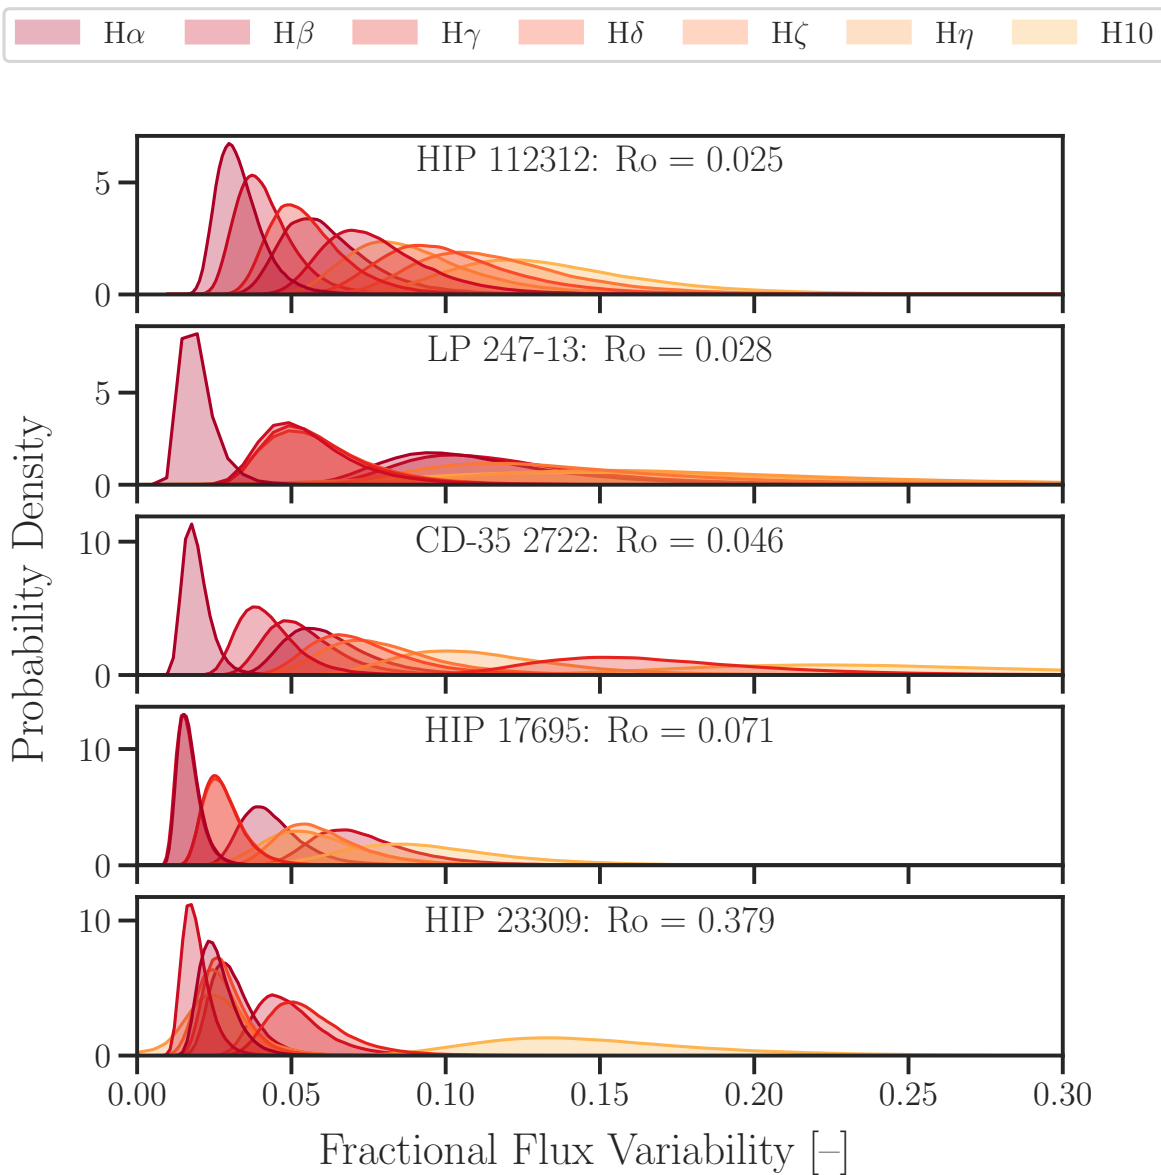 Hα Hβ Hγ Hδ Hζ Hη H10
HIP 112312: Ro = 0.025
5
0
LP 247-13: Ro = 0.028
5
0
CD-35 2722: Ro = 0.046
10
0
HIP 17695: Ro = 0.071
10
0
HIP 23309: Ro = 0.379
10
0
0.00 0.05 0.10 0.15 0.20 0.25 0.30
Probability Density
Fractional Flux Variability [–]